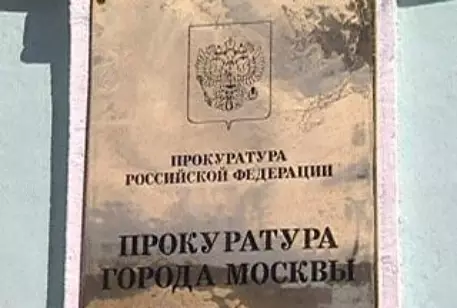 ПРОКУРАТУРА
РОССИЙСКОЙ ФЕДЕРАЦИИ
ПРОКУРАТУРА
ГОРОДА МОСКВЫ